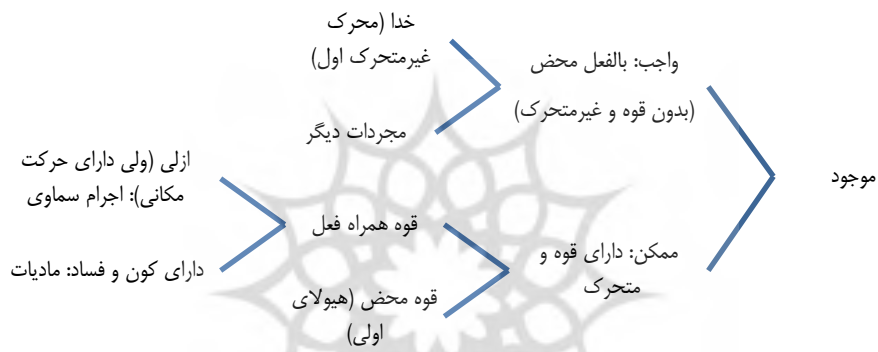 موجود
واجب: بالفعل محض
(بدون قوه و غیرمتحرک)
خدا (محرک
غیرمتحرک اول)
مجردات دیگر
ممکن: دارای قوه و
متحرک
قوه همراه فعل
ازلی (ولی دارای حرکت
مکانی): اجرام سماوی
دارای کون و فساد: مادیات
قوه محض (هیولای
اولی)